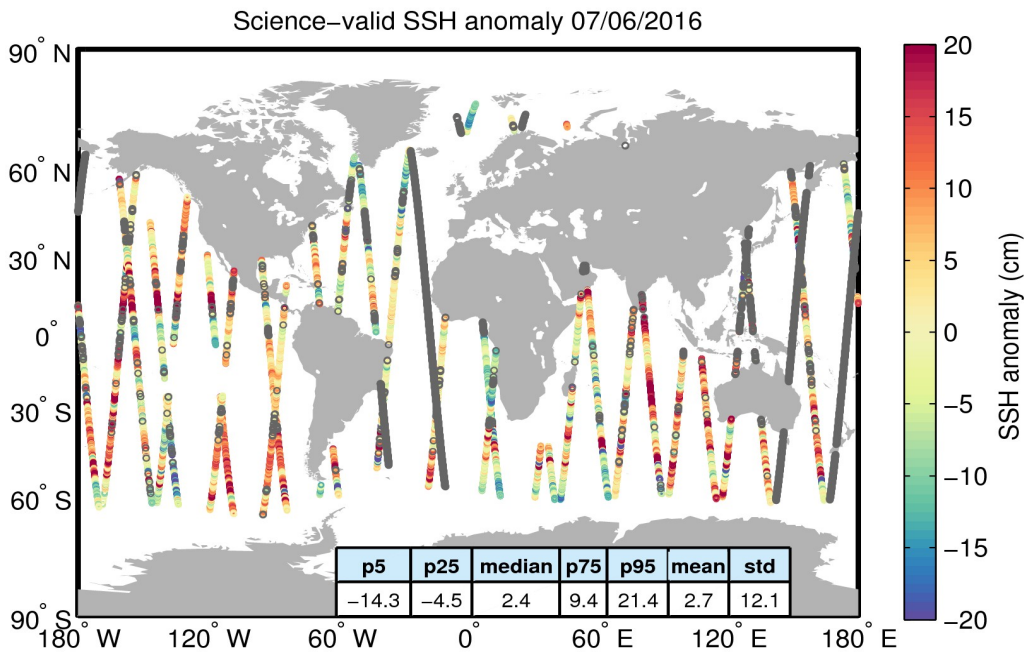 Science−valid SSH anomaly 07/06/2016
90° N
60° N
30° N
0°
30° S
60° S
90° S
180° W
120° W
60° W
0°
60° E
120° E
180° E
p5 p25 median p75 p95 mean std
−14.3 −4.5 2.4 9.4 21.4 2.7 12.1
20
15
10
5
0
−5
−10
−15
−20
SSH anomaly (cm)